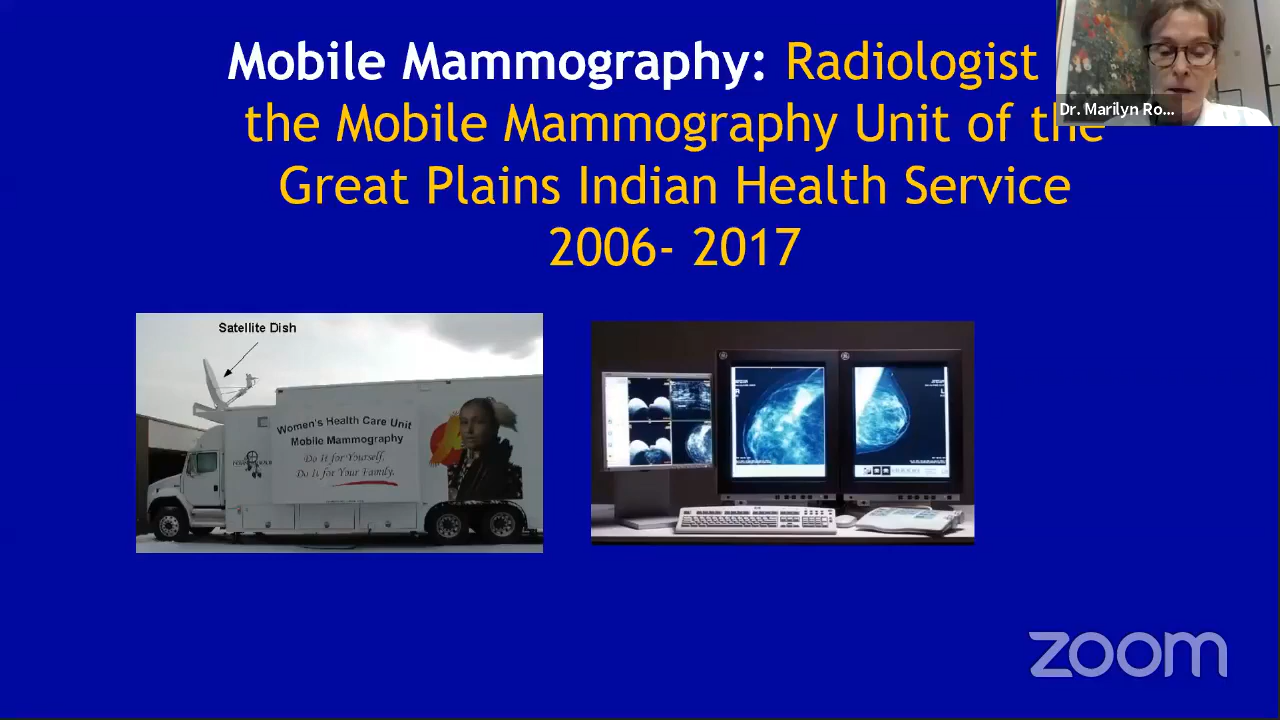 Mobile Mammography: Radiologist
the Mobile Mammography Unit of the
Great Plains Indian Health Service
2006- 2017
Dr. Marilyn Ro...
Satellite Dish
Women's Health Care Unit
Mobile Mammography
Do It for Yourself,
Do It for Your Family.
R
L
zoom